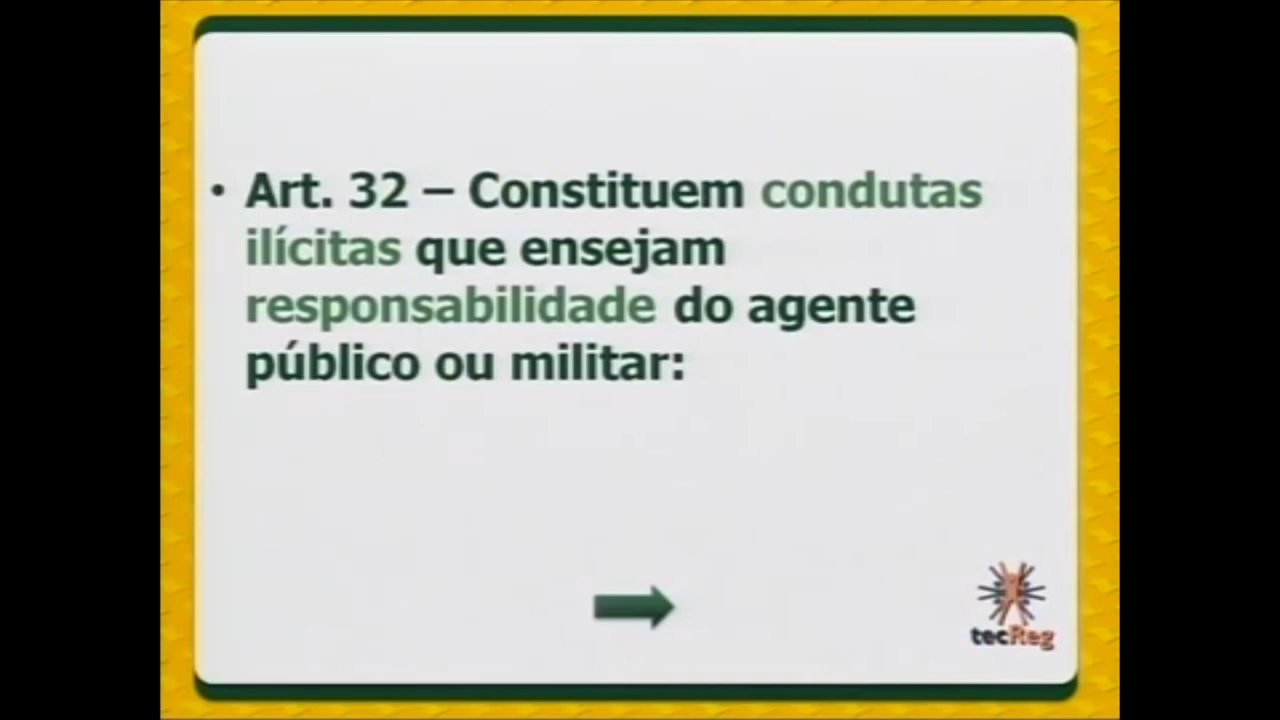 • Art. 32 – Constituem condutas
ilícitas que ensejam
responsabilidade do agente
público ou militar:
tecReg